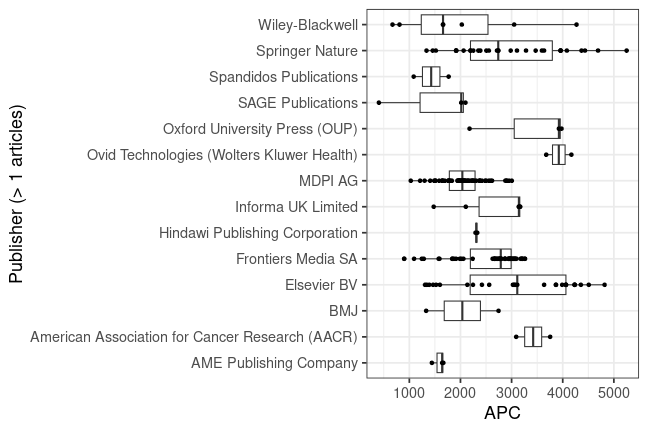 Publisher (> 1 articles)
Wiley-Blackwell
Springer Nature
Spandidos Publications
SAGE Publications
Oxford University Press (OUP)
Ovid Technologies (Wolters Kluwer Health)
MDPI AG
Informa UK Limited
Hindawi Publishing Corporation
Frontiers Media SA
Elsevier BV
BMJ
American Association for Cancer Research (AACR)
AME Publishing Company
1000 2000 3000 4000 5000
APC